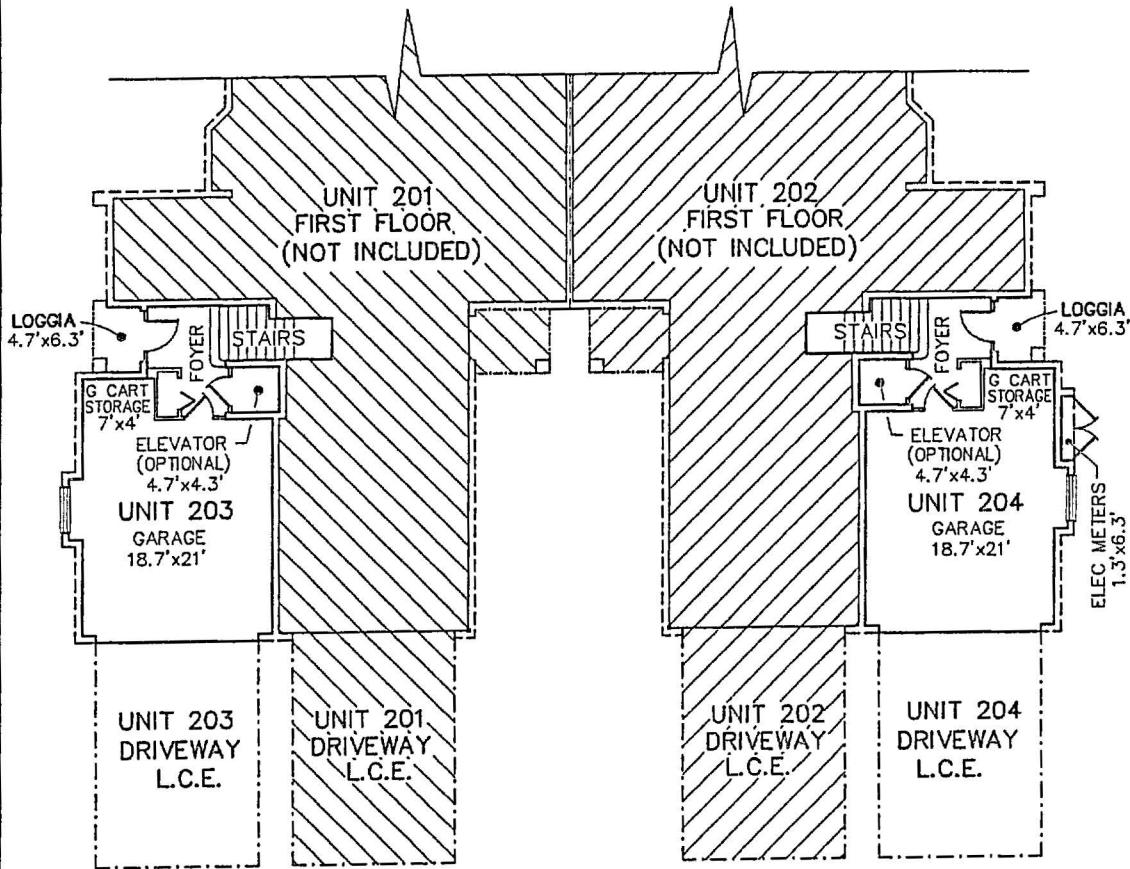 UNIT 201
FIRST FLOOR
(NOT INCLUDED)
UNIT 202
FIRST FLOOR
(NOT INCLUDED)
LOGGIA
4.7'x6.3'
FOYER
STAIRS
G CART
STORAGE
7'x4'
ELEVATOR
(OPTIONAL)
4.7'x4.3'
UNIT 203
GARAGE
18.7'x21'
STAIRS
FOYER
LOGGIA
4.7'x6.3'
G CART
STORAGE
7'x4'
ELEVATOR
(OPTIONAL)
4.7'x4.3'
UNIT 204
GARAGE
18.7'x21'
ELEC METERS
1.3'x6.3'
UNIT 203
DRIVEWAY
L.C.E.
UNIT 201
DRIVEWAY
L.C.E.
UNIT 202
DRIVEWAY
L.C.E.
UNIT 204
DRIVEWAY
L.C.E.